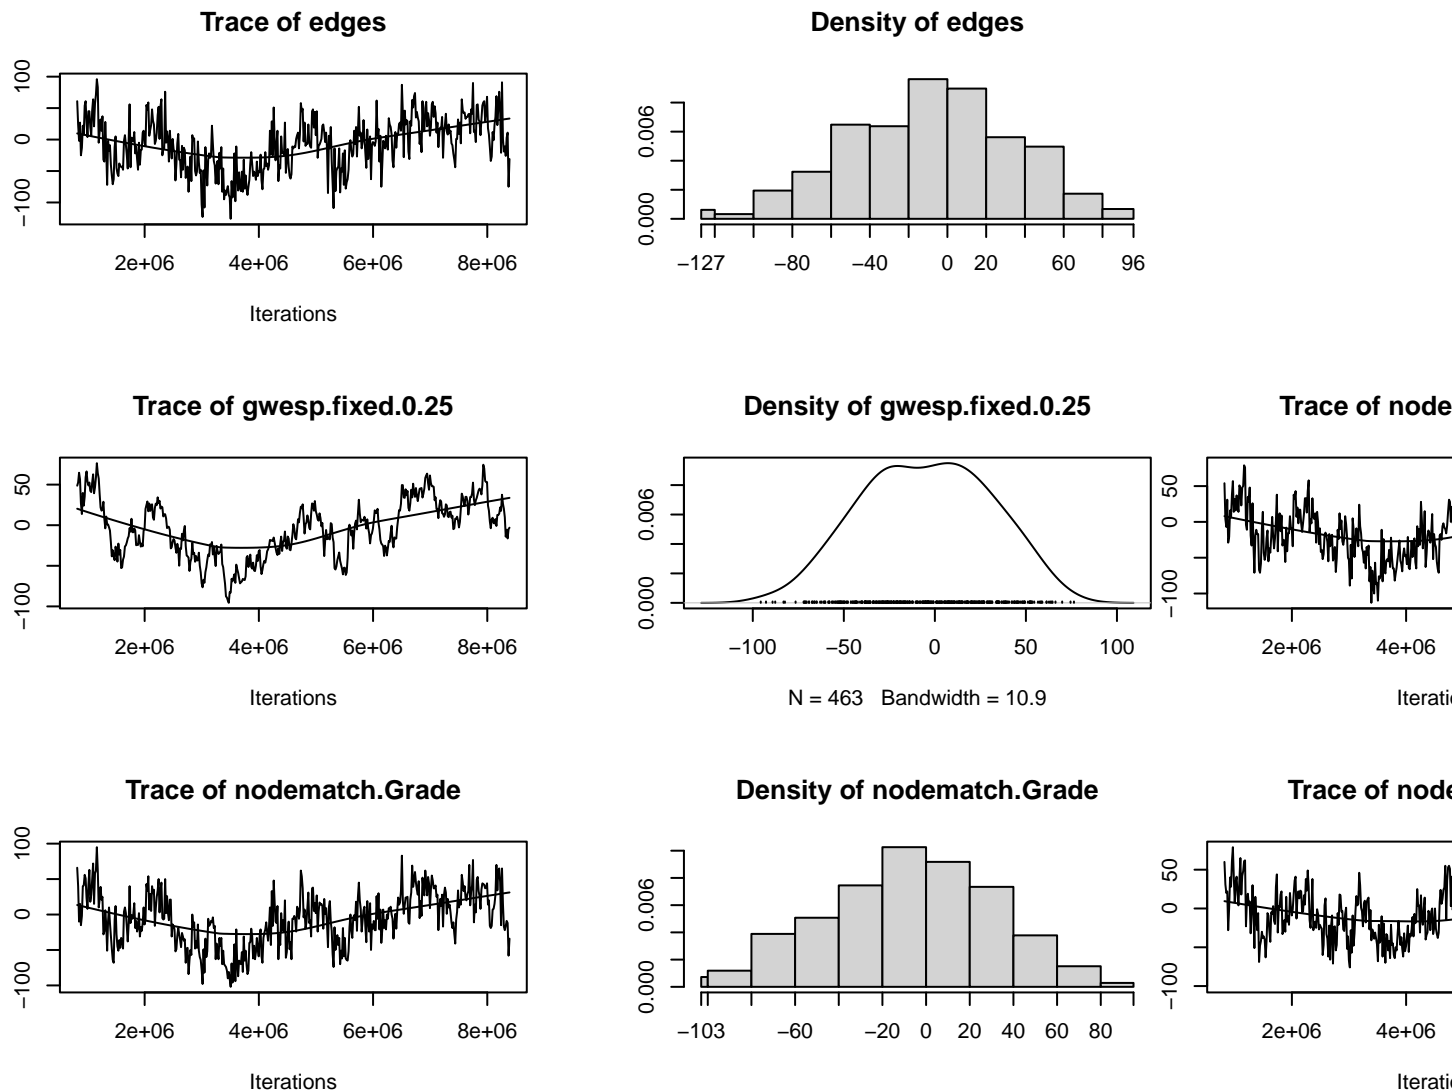 Trace of edges
100
0
−100
2e+06 4e+06 6e+06 8e+06
Iterations
Density of edges
0.006
0.000
−127 −80 −40 0 20 60 96
Trace of gwesp.fixed.0.25
50
0
−100
2e+06 4e+06 6e+06 8e+06
Iterations
Density of gwesp.fixed.0.25
0.006
0.000
−100 −50 0 50 100
N = 463 Bandwidth = 10.9
Trace of node
50
0
−100
2e+06 4e+06
Iterati
Trace of nodematch.Grade
100
0
−100
2e+06 4e+06 6e+06 8e+06
Iterations
Density of nodematch.Grade
0.006
0.000
−103 −60 −20 0 20 40 60 80
Trace of node
50
0
−100
2e+06 4e+06
Iterati